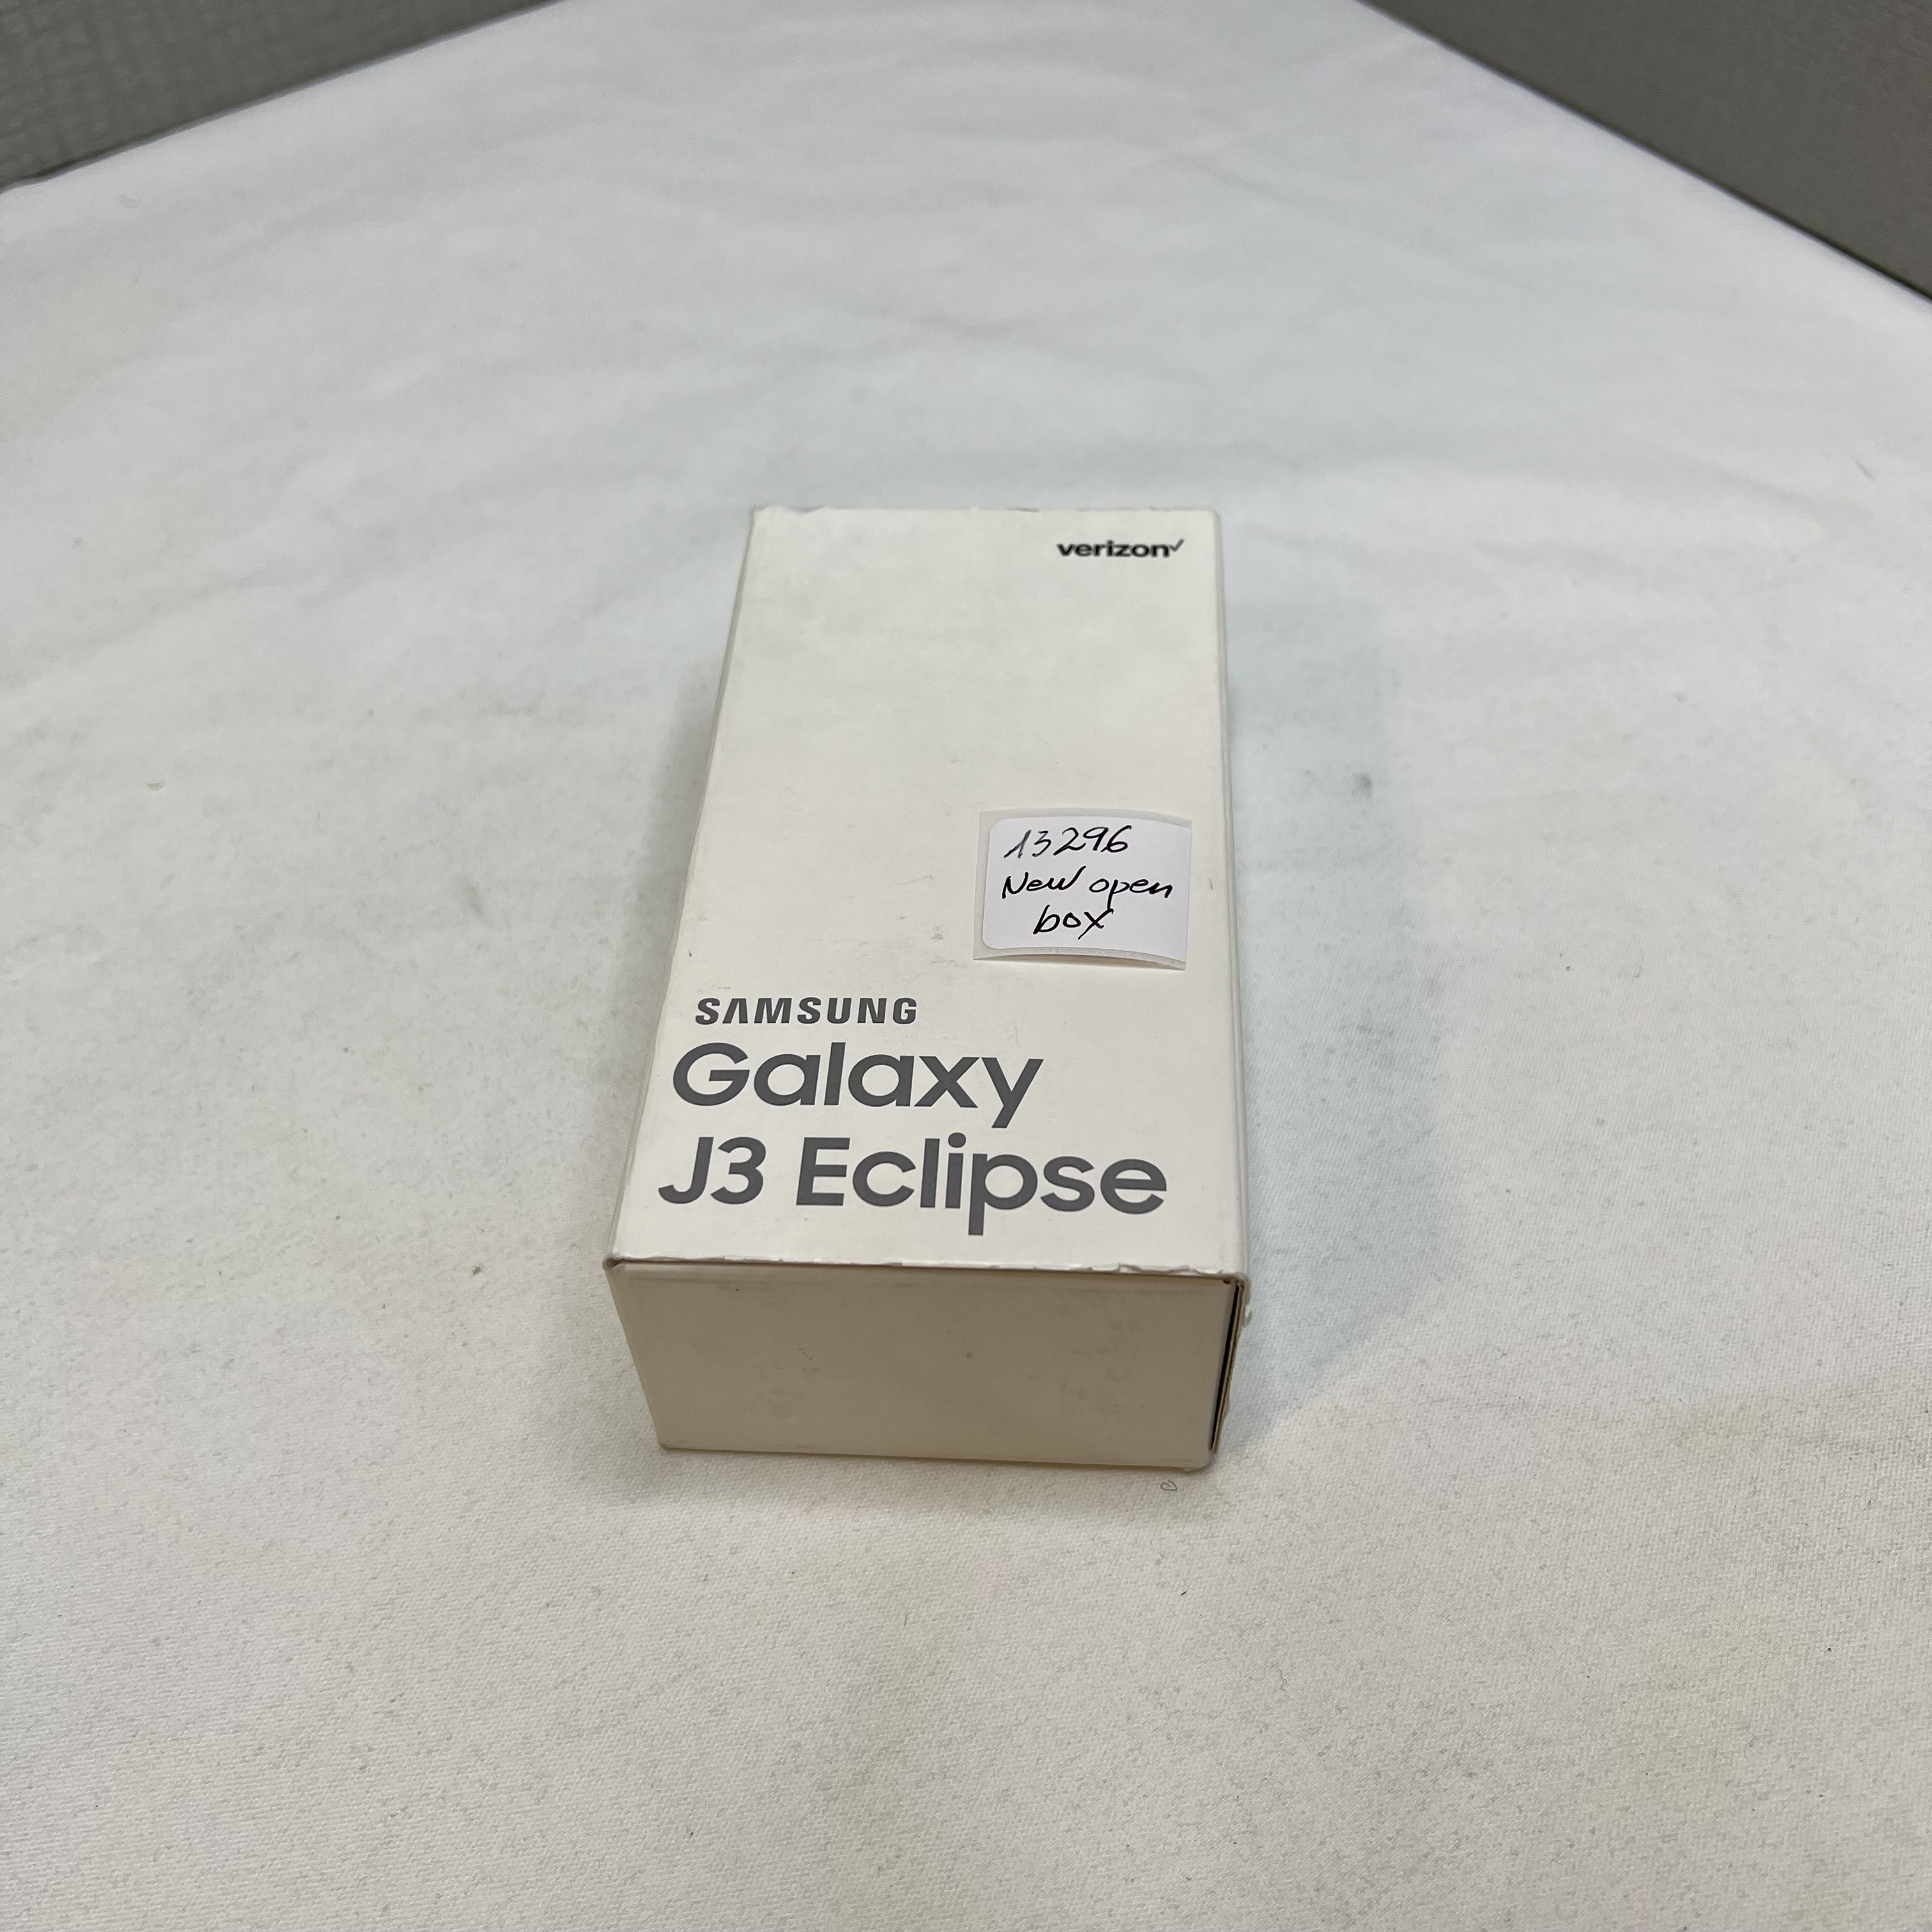 verizon✓
13296
New open
box
SAMSUNG
Galaxy
J3 Eclipse